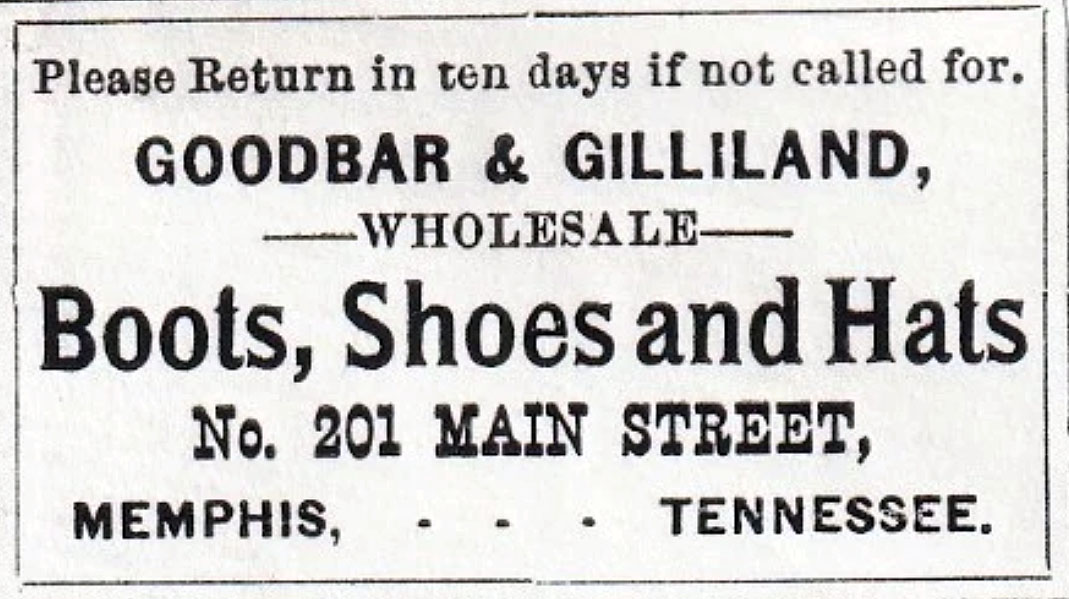 Please Return in ten days if not called for.
GOODBAR & GILLILAND,
——WHOLESALE——
Boots, Shoes and Hats
No. 201 MAIN STREET,
MEMPHIS, - - - TENNESSEE.